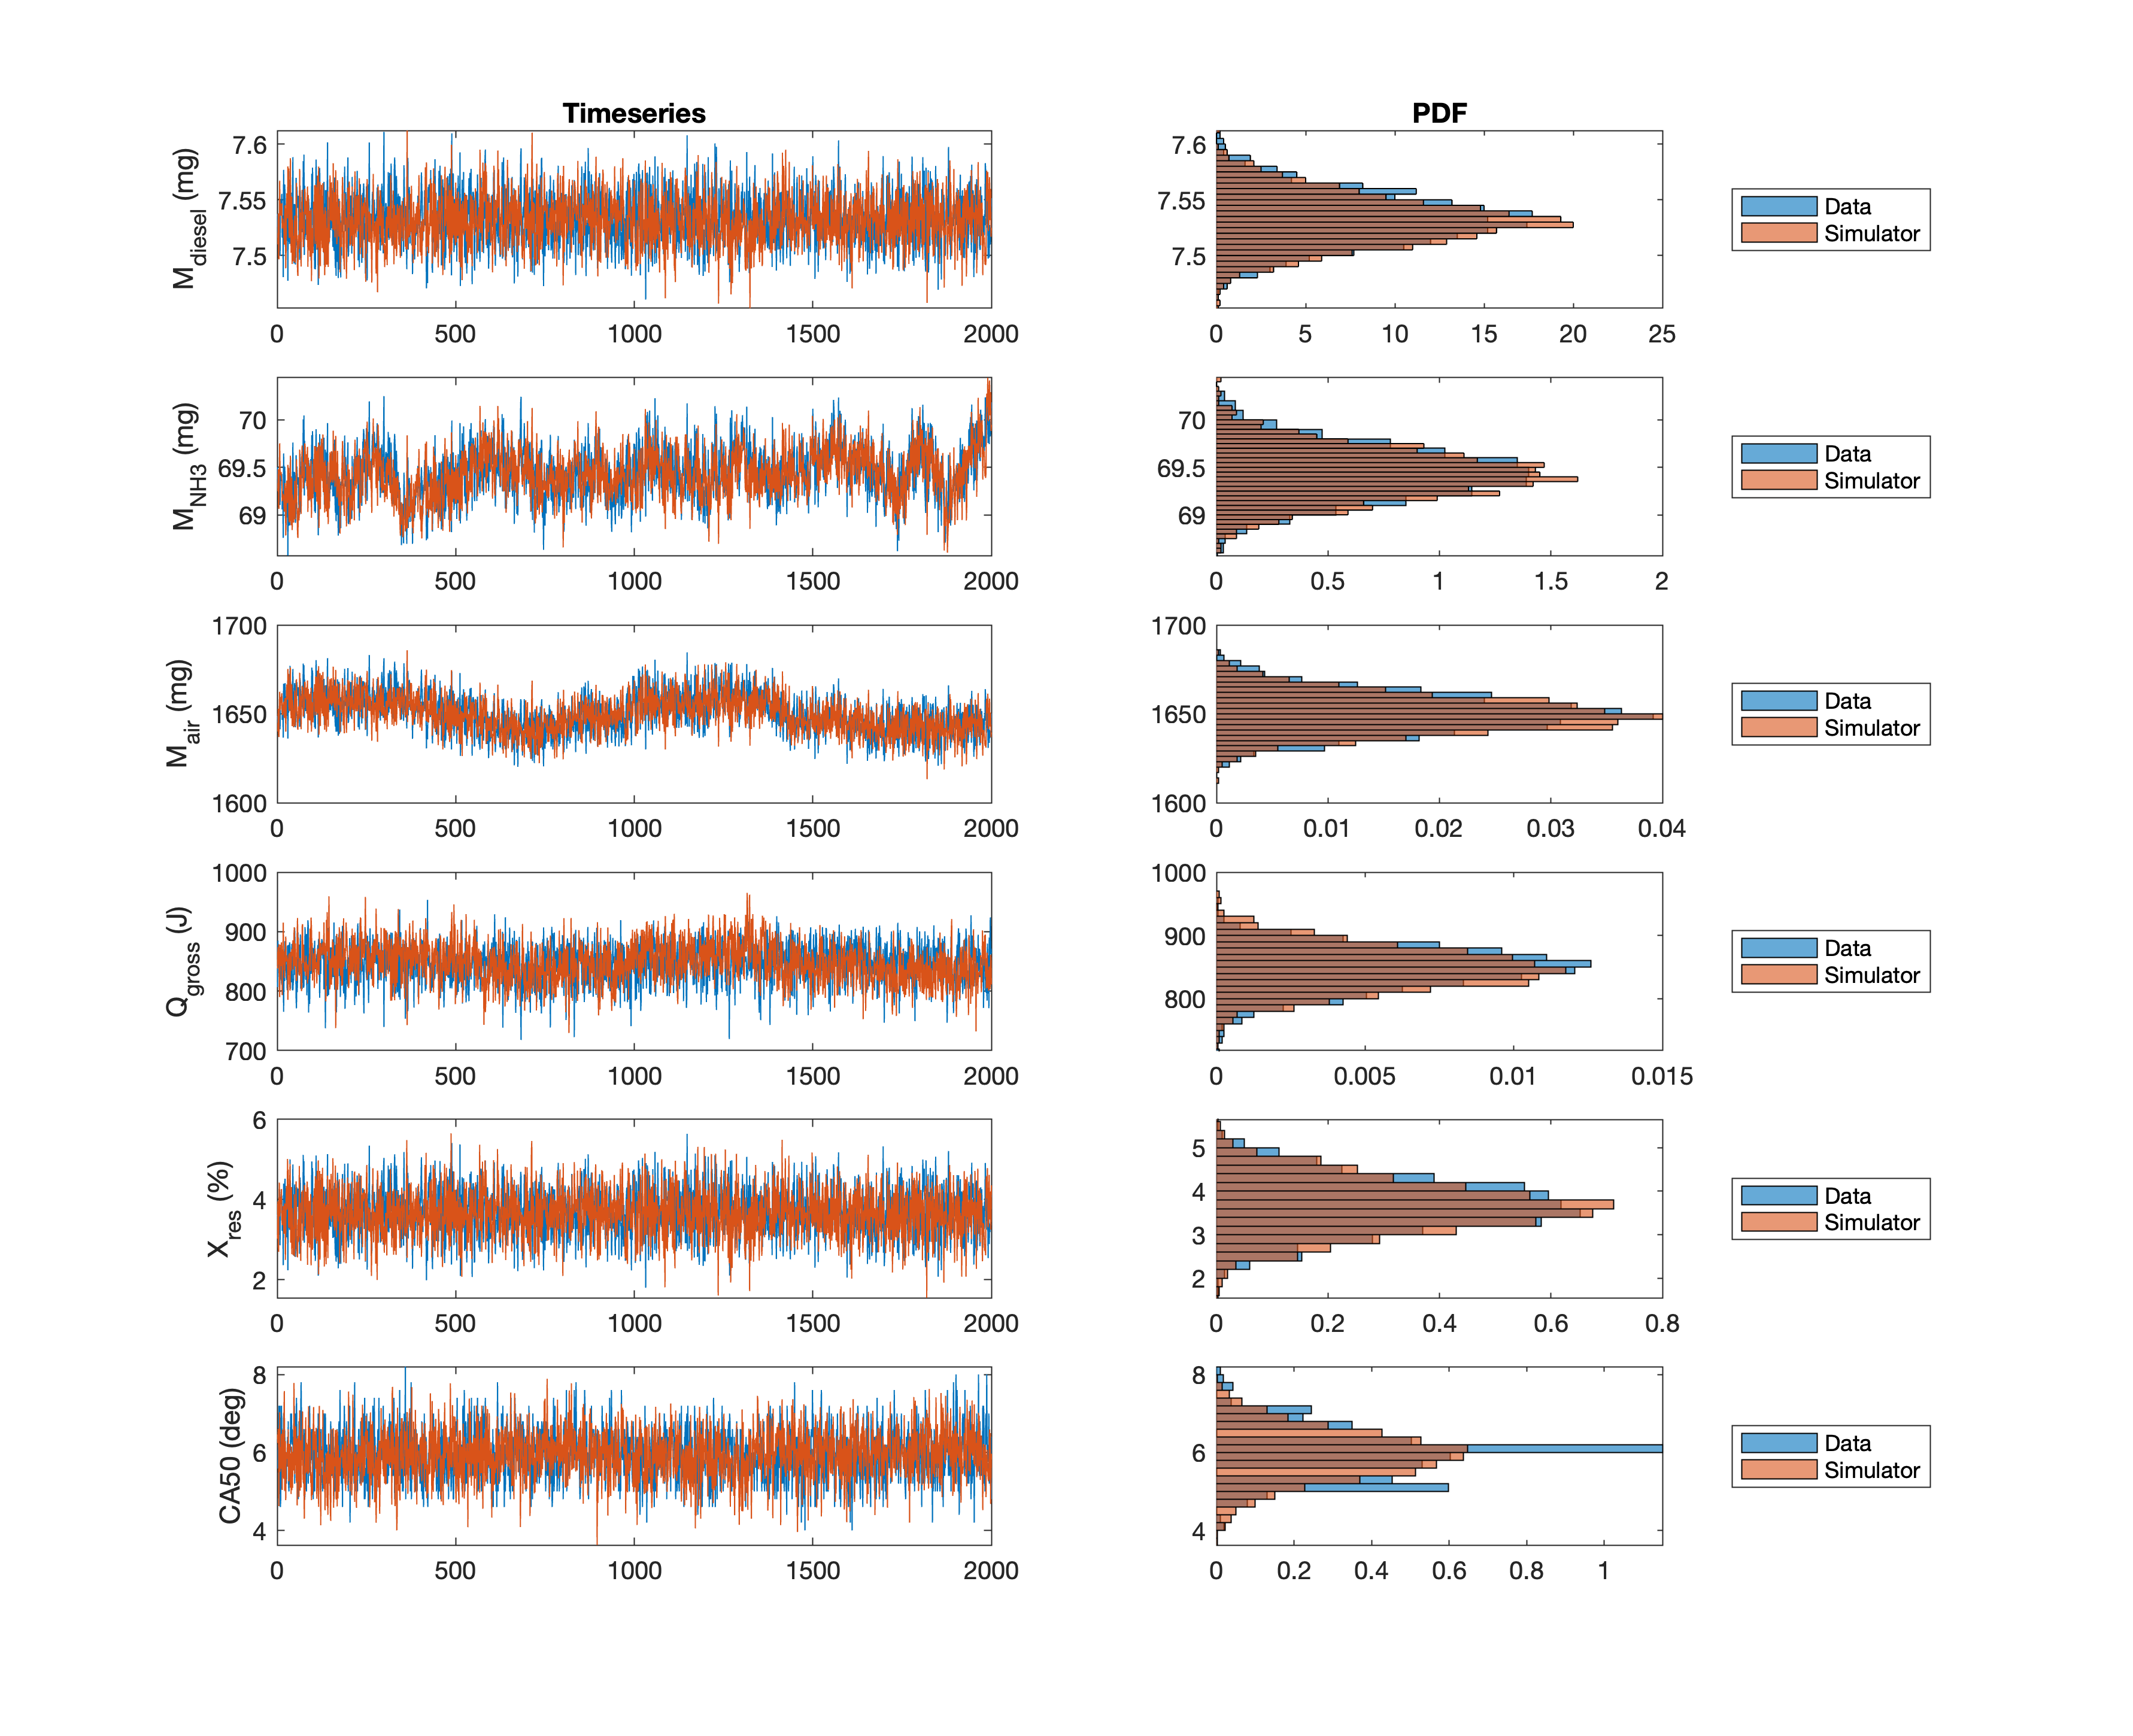 Timeseries
PDF
M_diesel (mg)
7.6
7.55
7.5
0 500 1000 1500 2000
7.6
7.55
7.5
0 5 10 15 20 25
Data
Simulator
M_NH3 (mg)
70
69.5
69
0 500 1000 1500 2000
70
69.5
69
0 0.5 1 1.5 2
Data
Simulator
M_air (mg)
1700
1650
1600
0 500 1000 1500 2000
1700
1650
1600
0 0.01 0.02 0.03 0.04
Data
Simulator
Q_gross (J)
1000
900
800
700
0 500 1000 1500 2000
1000
900
800
0 0.005 0.01 0.015
Data
Simulator
X_res (%)
6
4
2
0 500 1000 1500 2000
5
4
3
2
0 0.2 0.4 0.6 0.8
Data
Simulator
CA50 (deg)
8
6
4
0 500 1000 1500 2000
8
6
4
0 0.2 0.4 0.6 0.8 1
Data
Simulator